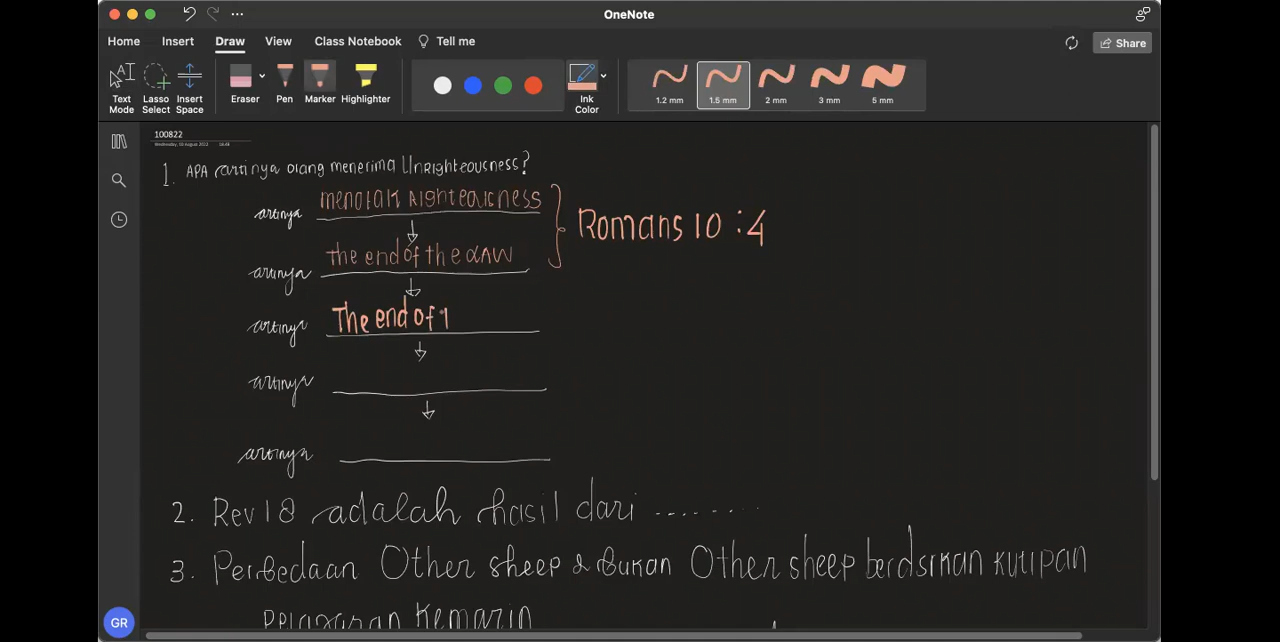 OneNote
Home Insert Draw View Class Notebook Tell me
Share
Text Mode
Lasso Select
Insert Space
Eraser
Pen
Marker
Highlighter
Ink Color
1.2 mm
1.5 mm
2 mm
3 mm
5 mm
100822
1. APA artinya orang menerima UnRighteousness?
artinya menolak Righteousness
Romans 10 : 4
artinya the end of the LAW
artinya The end of t
artinya
artinya
2. Rev 18 adalah hasil dari ........
3. Perbedaan Other sheep & Bukan Other sheep berdsrkan kutipan
pelajaran kemarin
GR